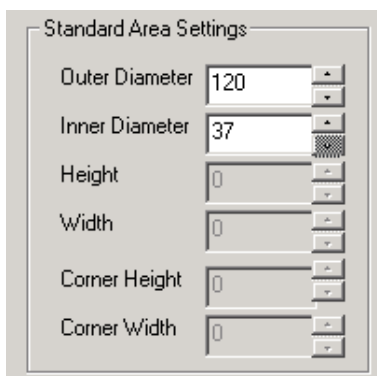 Standard Area Settings
Outer Diameter 120
Inner Diameter 37
Height 0
Width 0
Corner Height 0
Corner Width 0